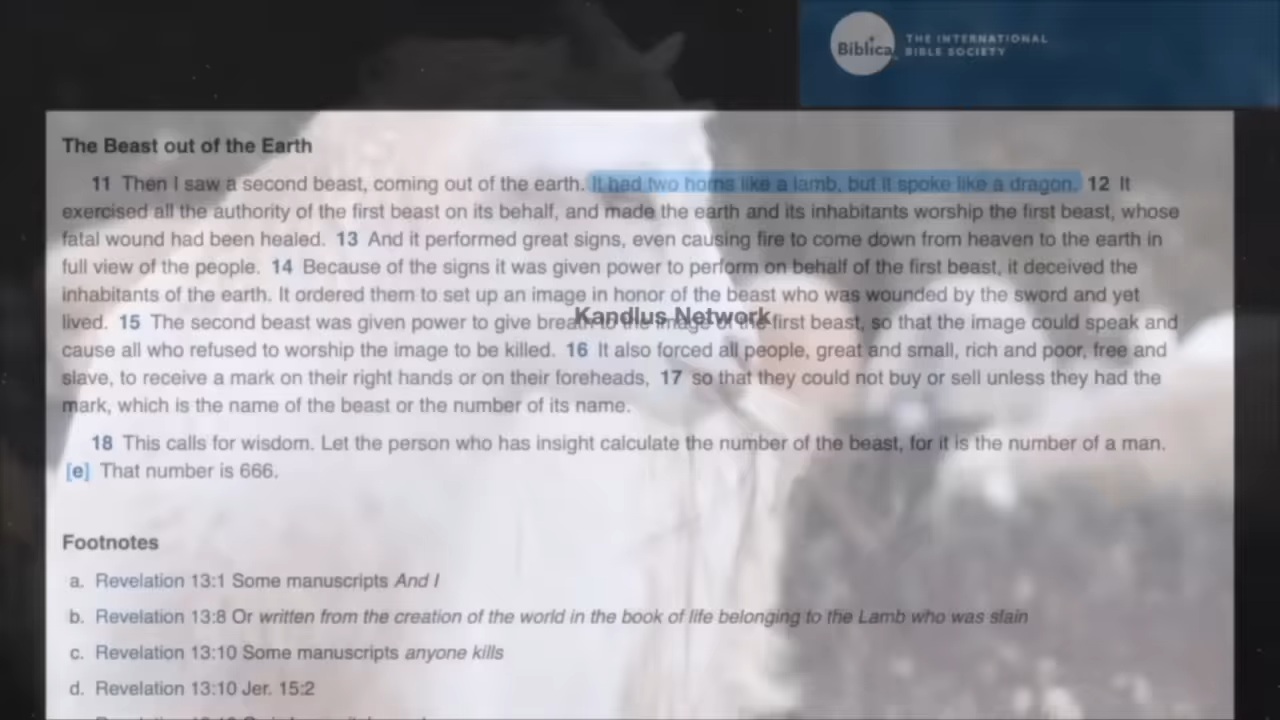 Biblica
THE INTERNATIONAL
BIBLE SOCIETY
The Beast out of the Earth
11 Then I saw a second beast, coming out of the earth. It had two horns like a lamb, but it spoke like a dragon. 12 It
exercised all the authority of the first beast on its behalf, and made the earth and its inhabitants worship the first beast, whose
fatal wound had been healed. 13 And it performed great signs, even causing fire to come down from heaven to the earth in
full view of the people. 14 Because of the signs it was given power to perform on behalf of the first beast, it deceived the
inhabitants of the earth. It ordered them to set up an image in honor of the beast who was wounded by the sword and yet
lived. 15 The second beast was given power to give breath to the image of the first beast, so that the image could speak and
Kandlus Network
cause all who refused to worship the image to be killed. 16 It also forced all people, great and small, rich and poor, free and
slave, to receive a mark on their right hands or on their foreheads, 17 so that they could not buy or sell unless they had the
mark, which is the name of the beast or the number of its name.
18 This calls for wisdom. Let the person who has insight calculate the number of the beast, for it is the number of a man.
[e] That number is 666.
Footnotes
a. Revelation 13:1 Some manuscripts And I
b. Revelation 13:8 Or written from the creation of the world in the book of life belonging to the Lamb who was slain
c. Revelation 13:10 Some manuscripts anyone kills
d. Revelation 13:10 Jer. 15:2